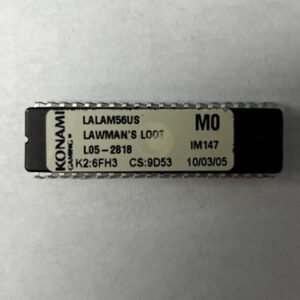 KONAMI
GAMING
LALAM56US
LAWMAN'S LOOT
L05-2818
K2:6FH3 CS:9D53
M0
IM147
10/03/05